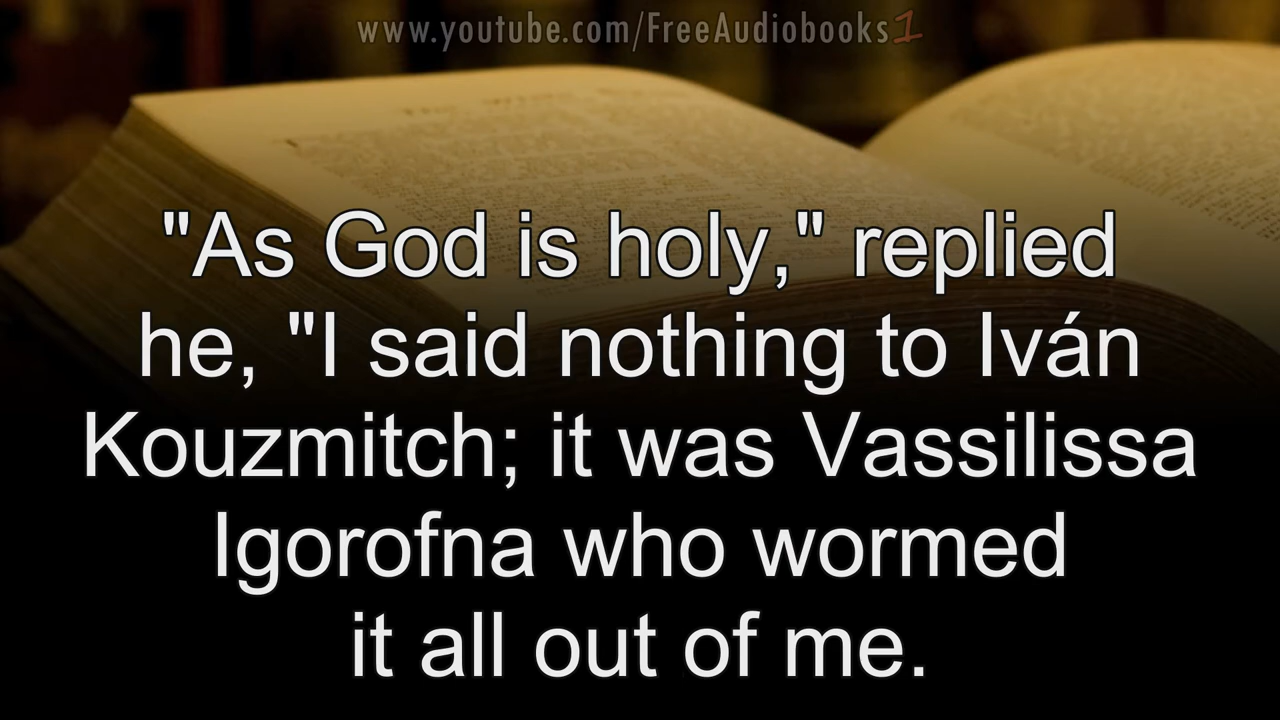 www.youtube.com/FreeAudiobooks1
"As God is holy," replied
he, "I said nothing to Iván
Kouzmitch; it was Vassilissa
Igorofna who wormed
it all out of me.